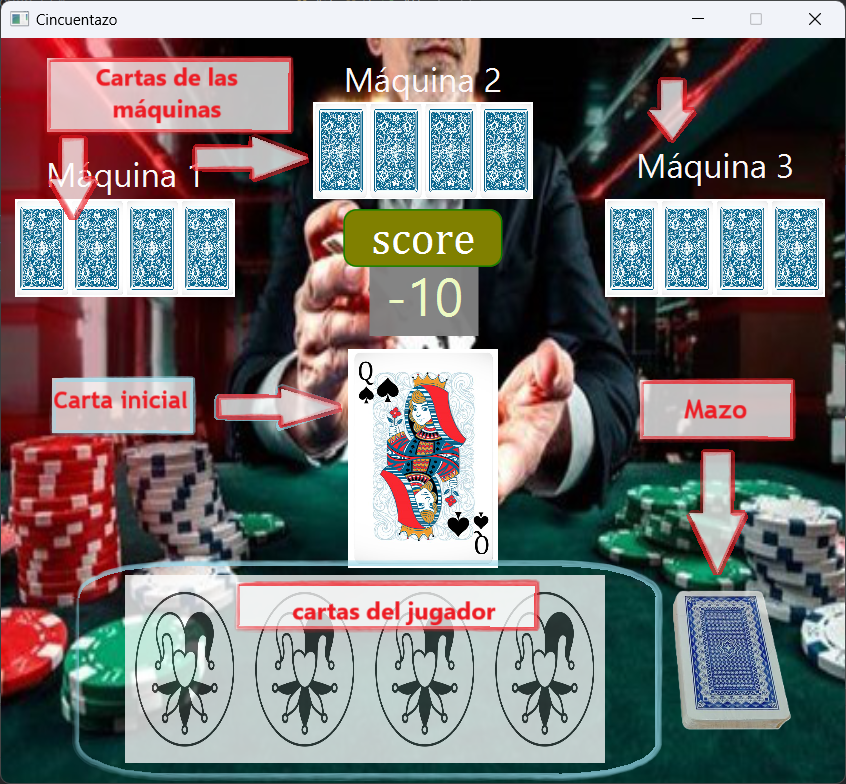 Cincuentazo
Cartas de las
máquinas
Máquina 2
Máquina 1
Máquina 3
score
-10
Q
Carta inicial
Mazo
Q
cartas del jugador